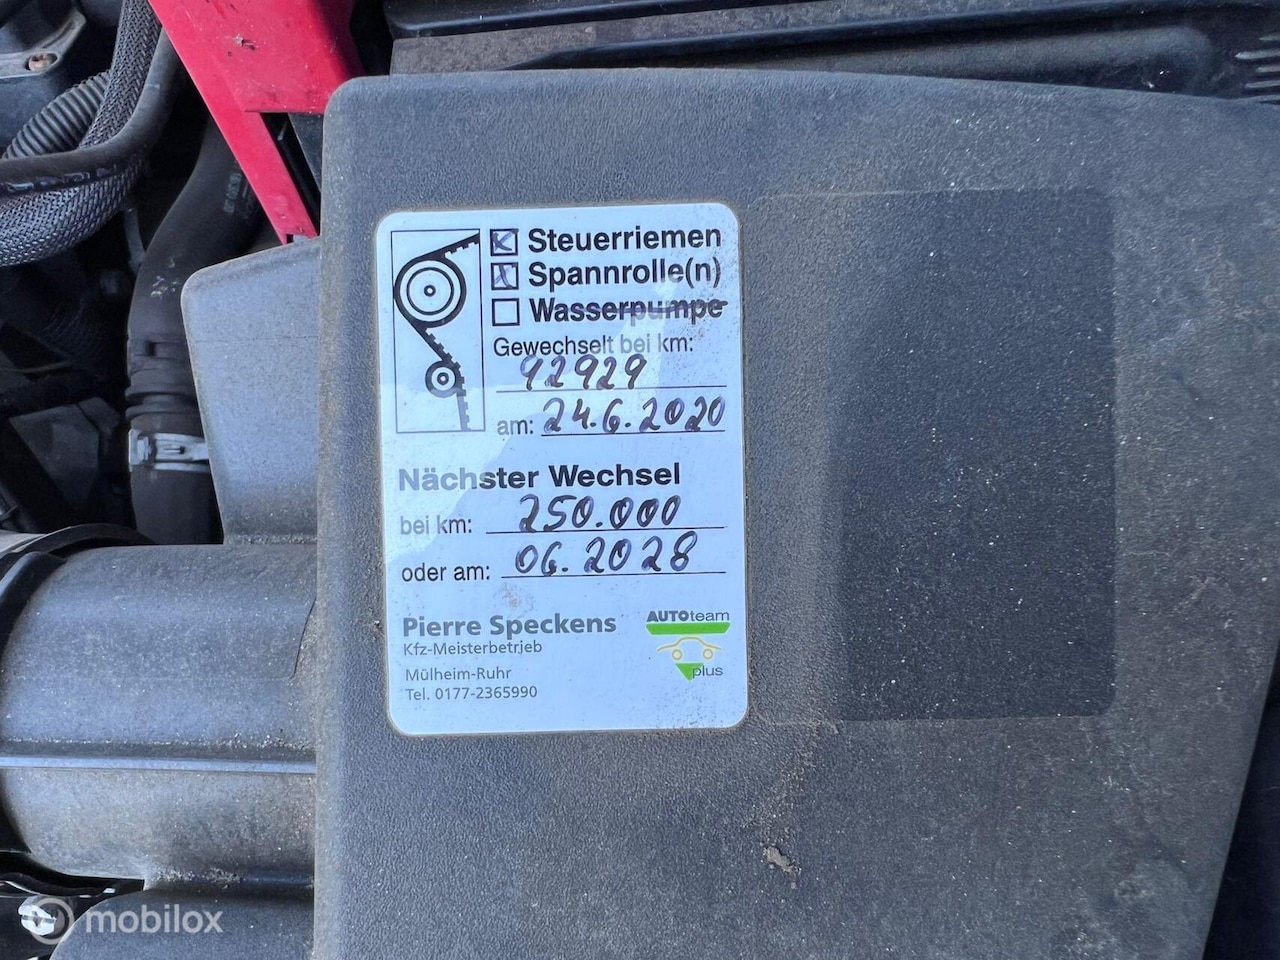 Steuerriemen
Spannrolle(n)
Wasserpumpe
Gewechselt bei km:
92929
am: 24.6.2020
Nächster Wechsel
bei km: 250.000
oder am: 06.2028
Pierre Speckens
Kfz-Meisterbetrieb
Mülheim-Ruhr
Tel. 0177-2365990
AUTOteam
plus
mobilox